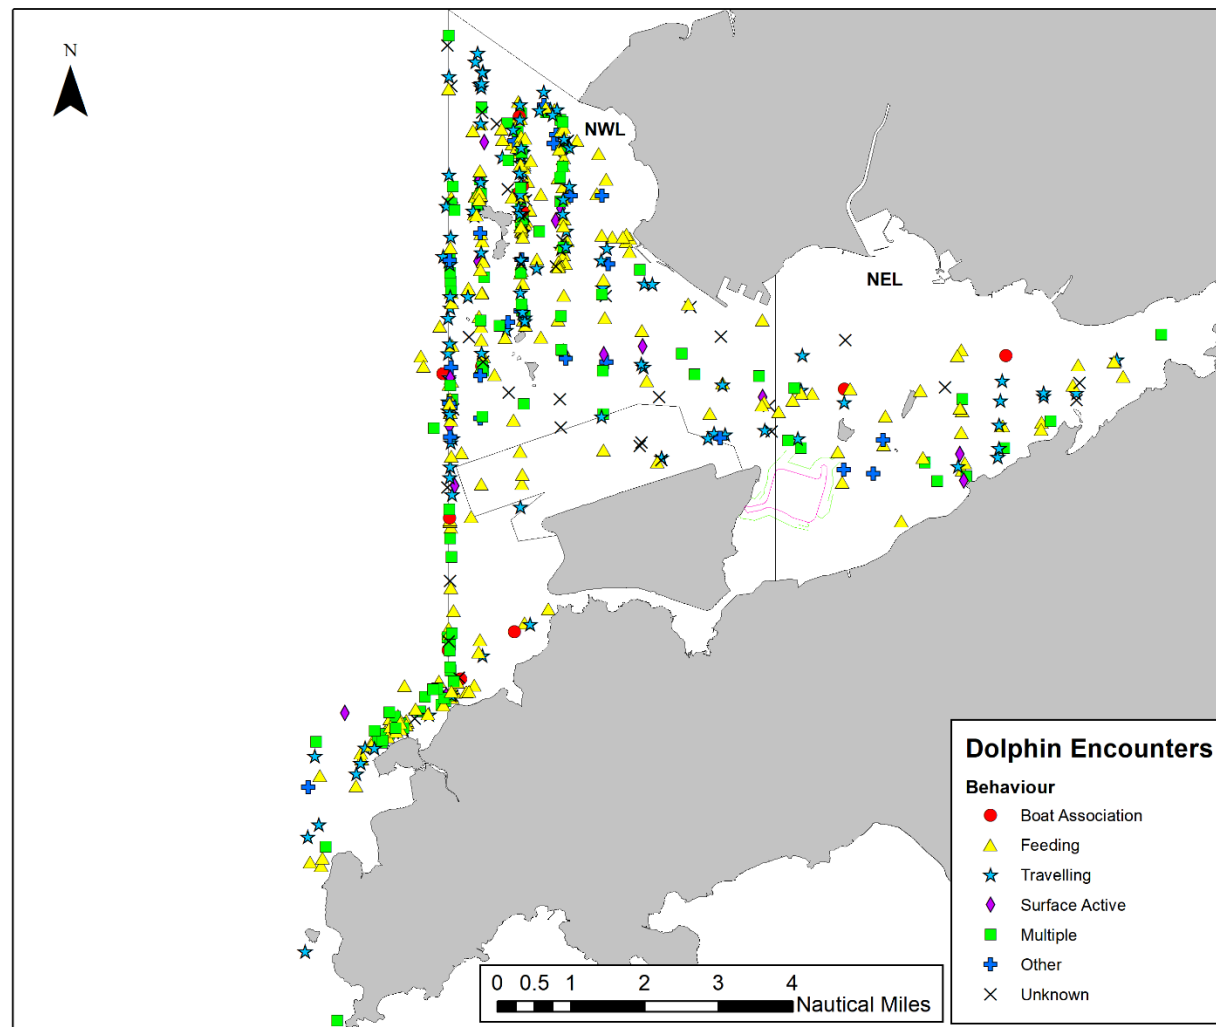 N
NWL
NEL
Dolphin Encounters
Behaviour
Boat Association
Feeding
Travelling
Surface Active
Multiple
Other
Unknown
0 0.5 1 2 3 4
Nautical Miles